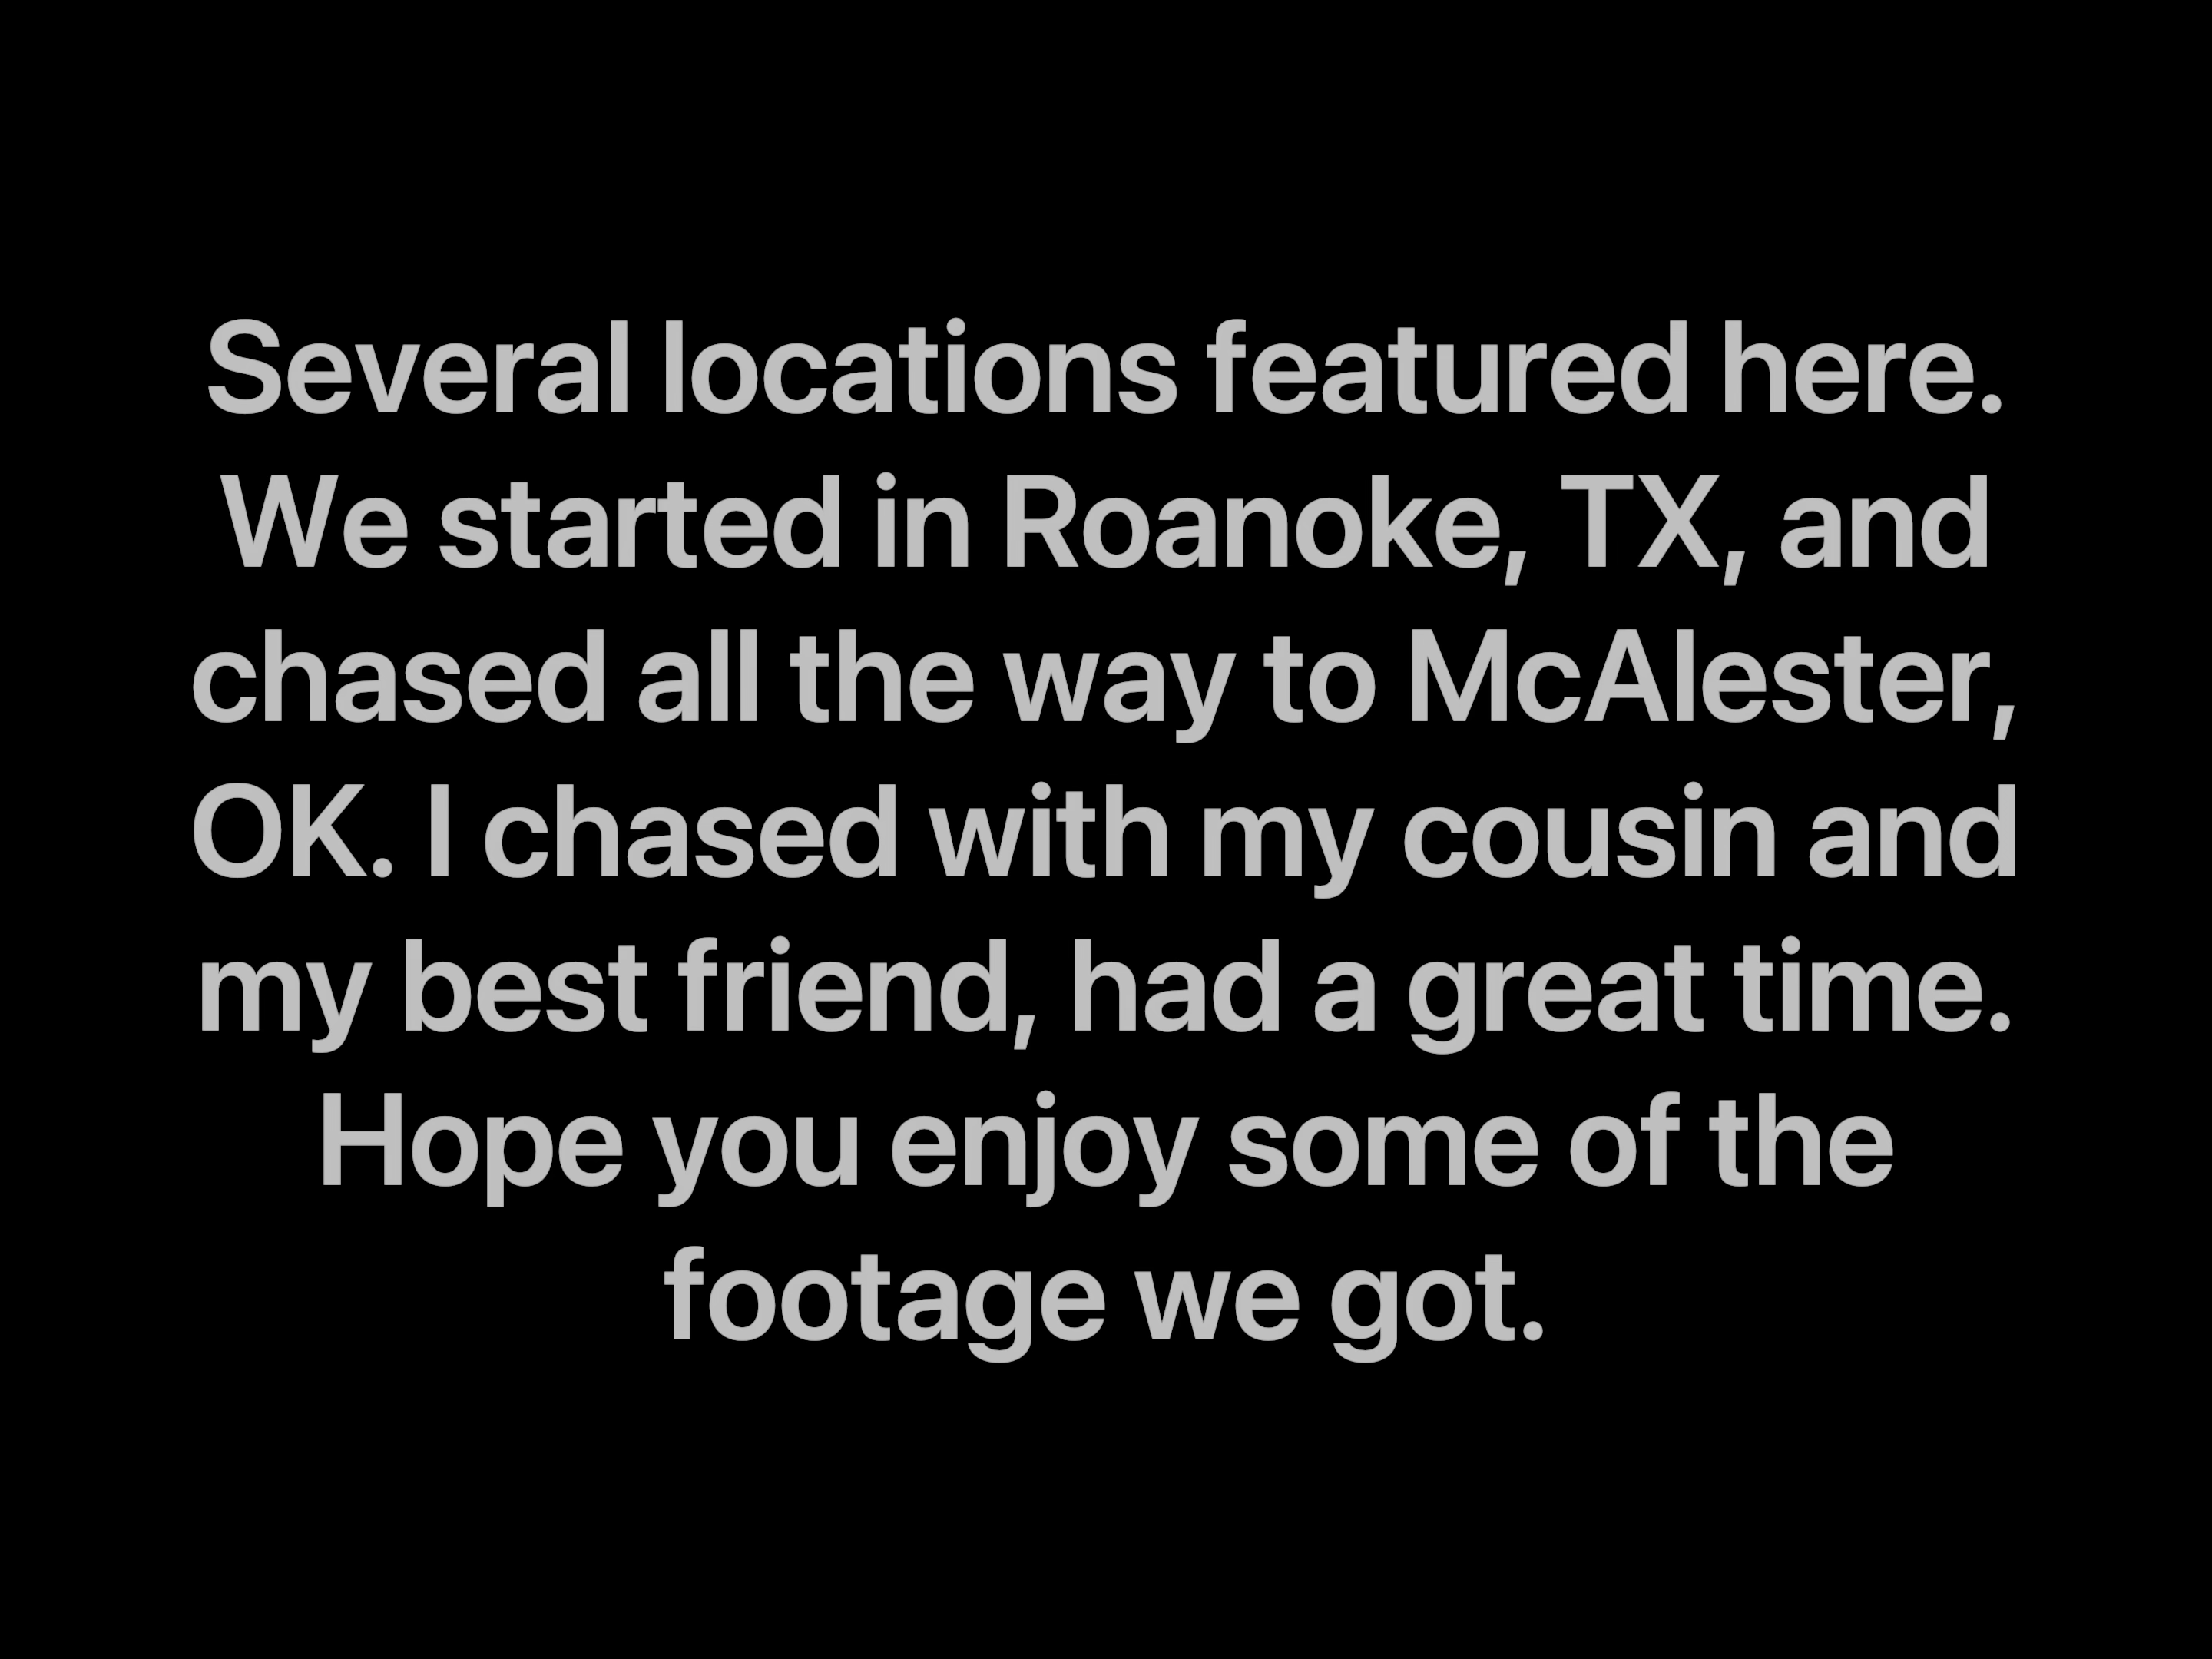 Several locations featured here.
We started in Roanoke, TX, and
chased all the way to McAlester,
OK. I chased with my cousin and
my best friend, had a great time.
Hope you enjoy some of the
footage we got.